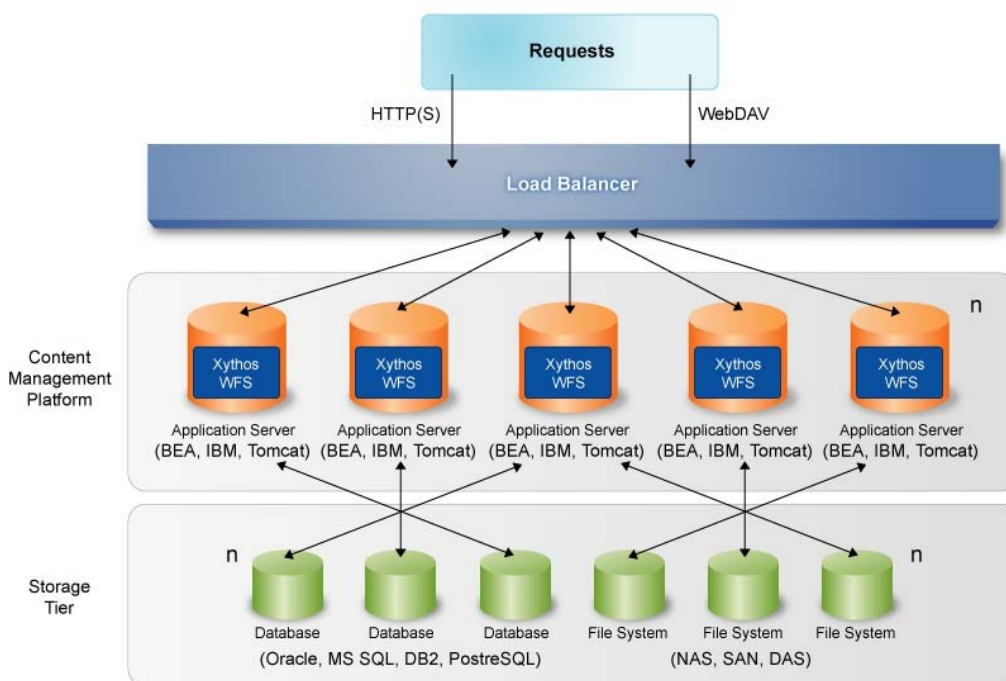 Requests
HTTP(S)
WebDAV
Load Balancer
n
Content
Management
Platform
Xythos
WFS
Xythos
WFS
Xythos
WFS
Xythos
WFS
Xythos
WFS
Application Server
(BEA, IBM, Tomcat)
Application Server
(BEA, IBM, Tomcat)
Application Server
(BEA, IBM, Tomcat)
Application Server
(BEA, IBM, Tomcat)
Application Server
(BEA, IBM, Tomcat)
Storage
Tier
n
n
Database
Database
Database
File System
File System
File System
(Oracle, MS SQL, DB2, PostreSQL)
(NAS, SAN, DAS)